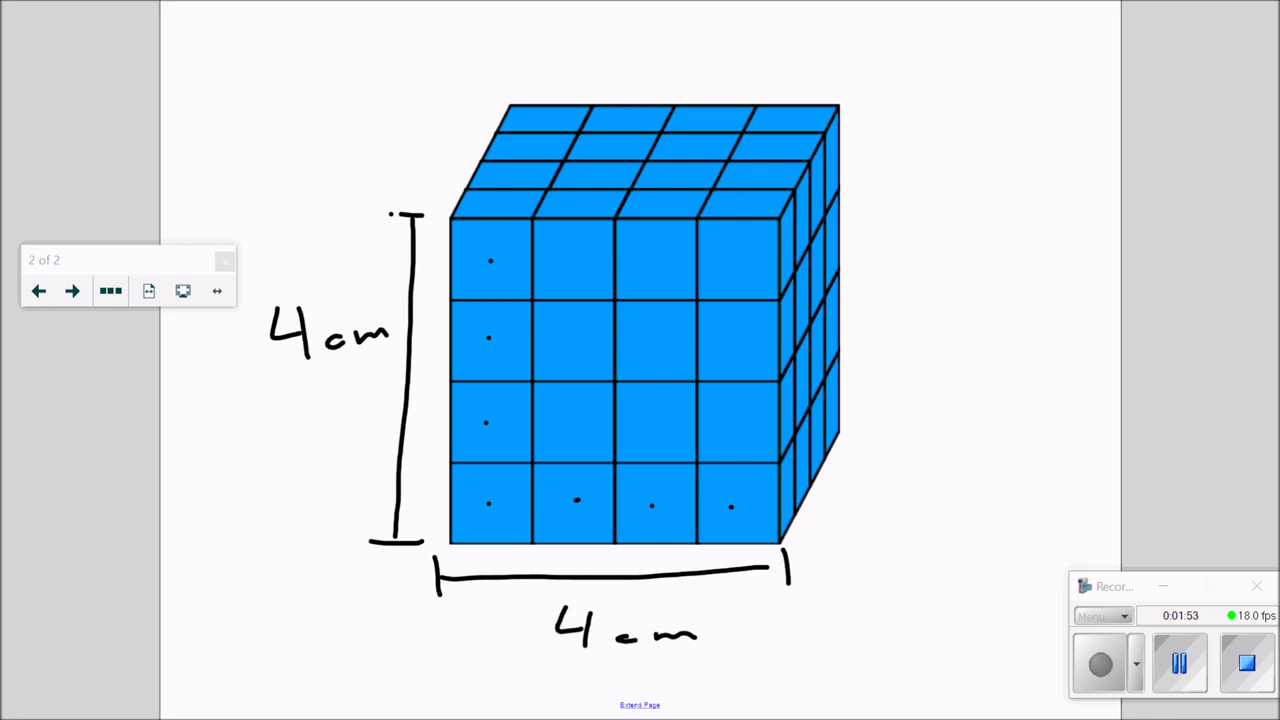 2 of 2
4 cm
4 cm
Recor...
Menu
0:01:53
18.0 fps
Extend Page